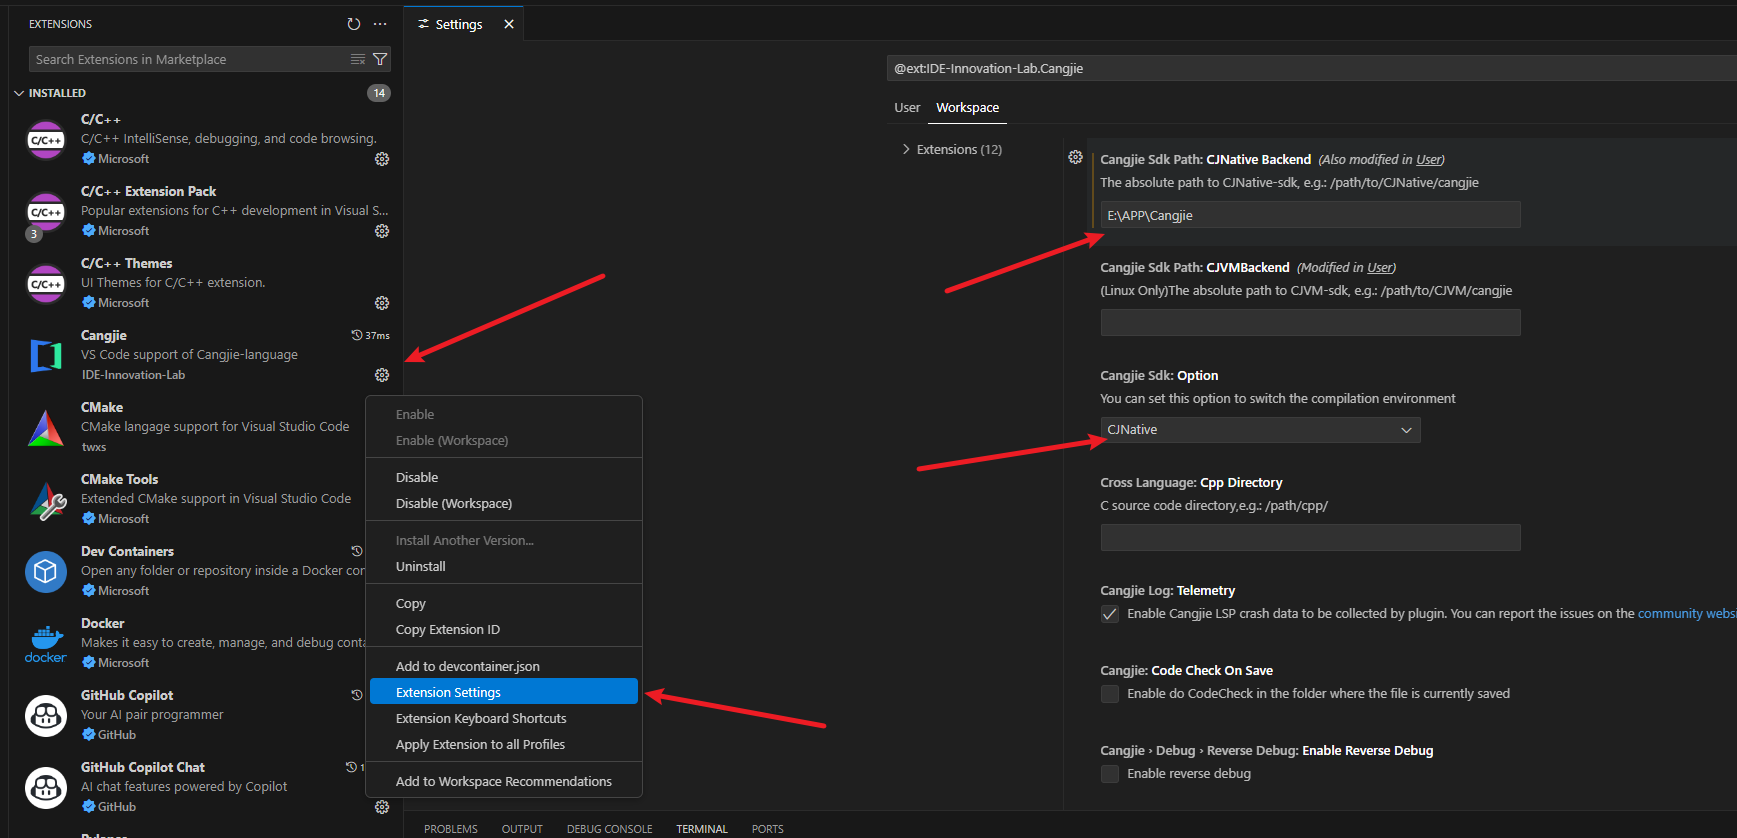 EXTENSIONS
Search Extensions in Marketplace
INSTALLED
14
C/C++
C/C++
C/C++ IntelliSense, debugging, and code browsing.
Microsoft
C/C++
3
C/C++ Extension Pack
Popular extensions for C++ development in Visual S...
Microsoft
C/C++
C/C++ Themes
UI Themes for C/C++ extension.
Microsoft
Cangjie
37ms
VS Code support of Cangjie-language
IDE-Innovation-Lab
CMake
CMake langage support for Visual Studio Code
twxs
CMake Tools
Extended CMake support in Visual Studio Code
Microsoft
Dev Containers
Open any folder or repository inside a Docker con
Microsoft
docker
Docker
Makes it easy to create, manage, and debug conta
Microsoft
GitHub Copilot
Your AI pair programmer
GitHub
GitHub Copilot Chat
1
AI chat features powered by Copilot
GitHub
Enable
Enable (Workspace)
Disable
Disable (Workspace)
Install Another Version...
Uninstall
Copy
Copy Extension ID
Add to devcontainer.json
Extension Settings
Extension Keyboard Shortcuts
Apply Extension to all Profiles
Add to Workspace Recommendations
Settings
@ext:IDE-Innovation-Lab.Cangjie
User
Workspace
Extensions (12)
Cangjie Sdk Path: CJNative Backend (Also modified in User)
The absolute path to CJNative-sdk, e.g.: /path/to/CJNative/cangjie
E:\APP\Cangjie
Cangjie Sdk Path: CJVMBackend (Modified in User)
(Linux Only)The absolute path to CJVM-sdk, e.g.: /path/to/CJVM/cangjie
Cangjie Sdk: Option
You can set this option to switch the compilation environment
CJNative
Cross Language: Cpp Directory
C source code directory,e.g.: /path/cpp/
Cangjie Log: Telemetry
Enable Cangjie LSP crash data to be collected by plugin. You can report the issues on the community websi
Cangjie: Code Check On Save
Enable do CodeCheck in the folder where the file is currently saved
Cangjie › Debug › Reverse Debug: Enable Reverse Debug
Enable reverse debug
PROBLEMS
OUTPUT
DEBUG CONSOLE
TERMINAL
PORTS